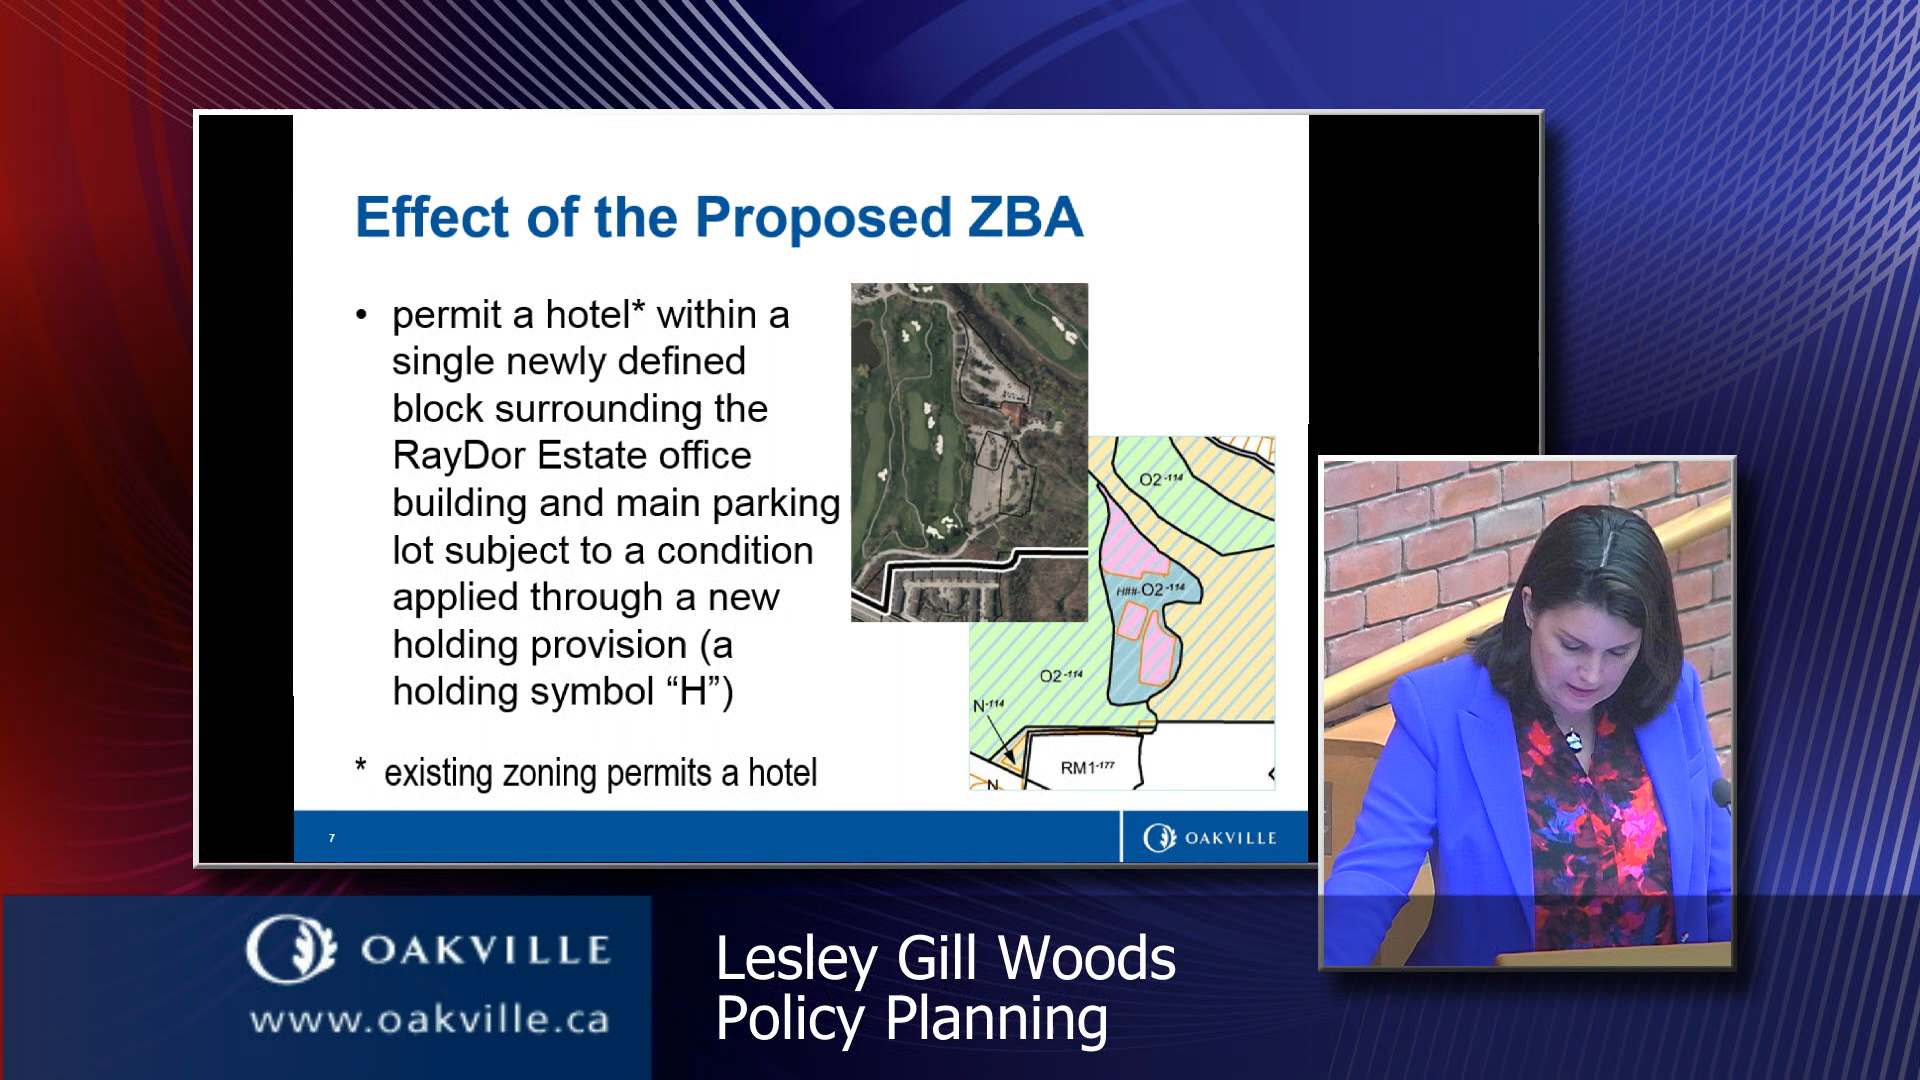 Effect of the Proposed ZBA
• permit a hotel* within a
single newly defined
block surrounding the
RayDor Estate office
building and main parking
lot subject to a condition
applied through a new
holding provision (a
holding symbol “H”)
* existing zoning permits a hotel
O2-114
H##-O2-114
O2-114
N-114
RM1-177
N
7
OAKVILLE
OAKVILLE
www.oakville.ca
Lesley Gill Woods
Policy Planning